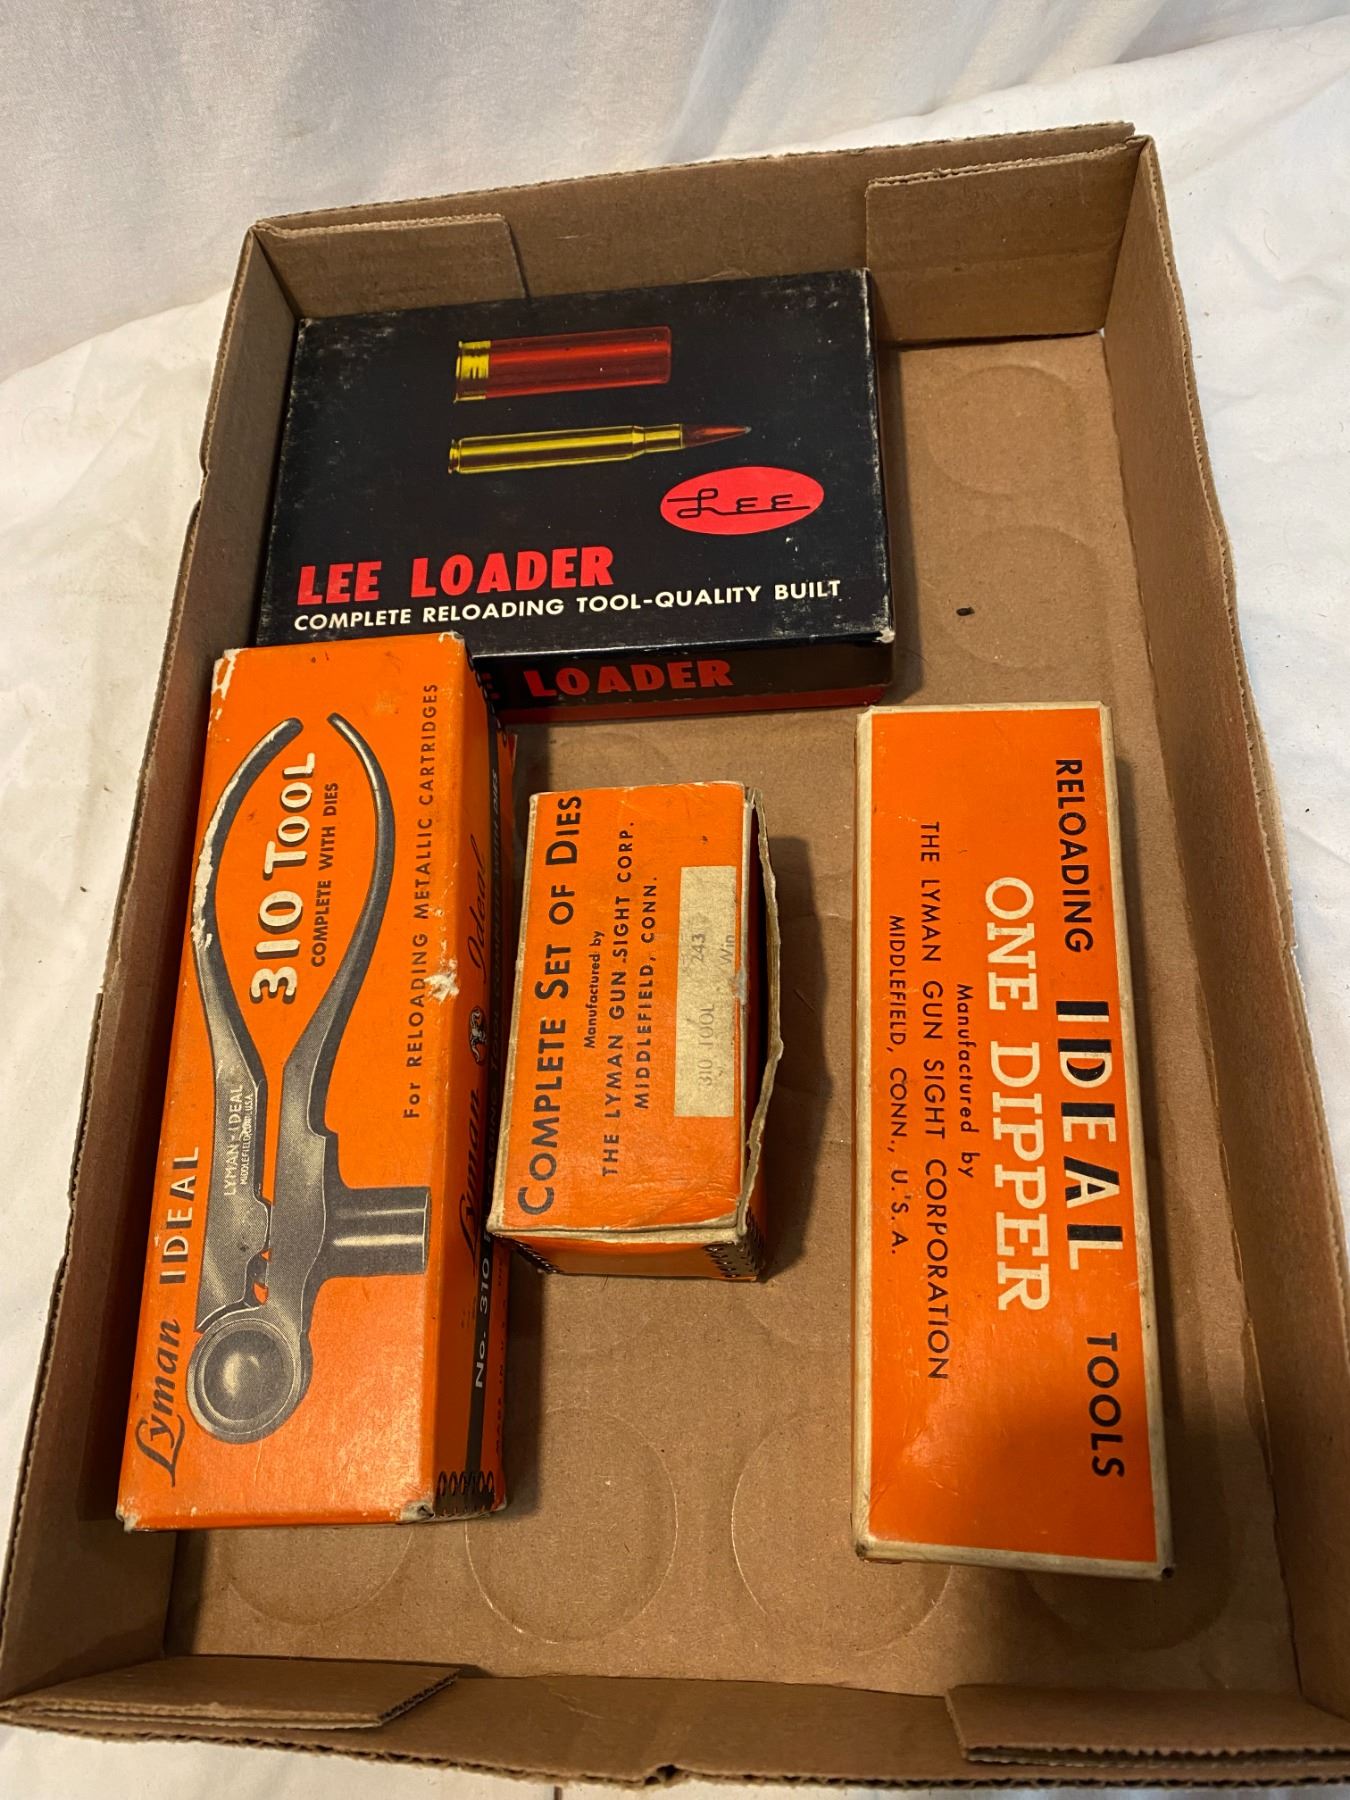 LEE
LEE LOADER
COMPLETE RELOADING TOOL-QUALITY BUILT
LOADER
310 TOOL
COMPLETE WITH DIES
FOR RELOADING METALLIC CARTRIDGES
LYMAN-IDEAL
Lyman IDEAL
Lyman Ideal
No. 310
COMPLETE SET OF DIES
Manufactured by
THE LYMAN GUN SIGHT CORP.
MIDDLEFIELD, CONN.
310 TOOL 243
Win
RELOADING IDEAL TOOLS
ONE DIPPER
Manufactured by
THE LYMAN GUN SIGHT CORPORATION
MIDDLEFIELD, CONN., U.S.A.